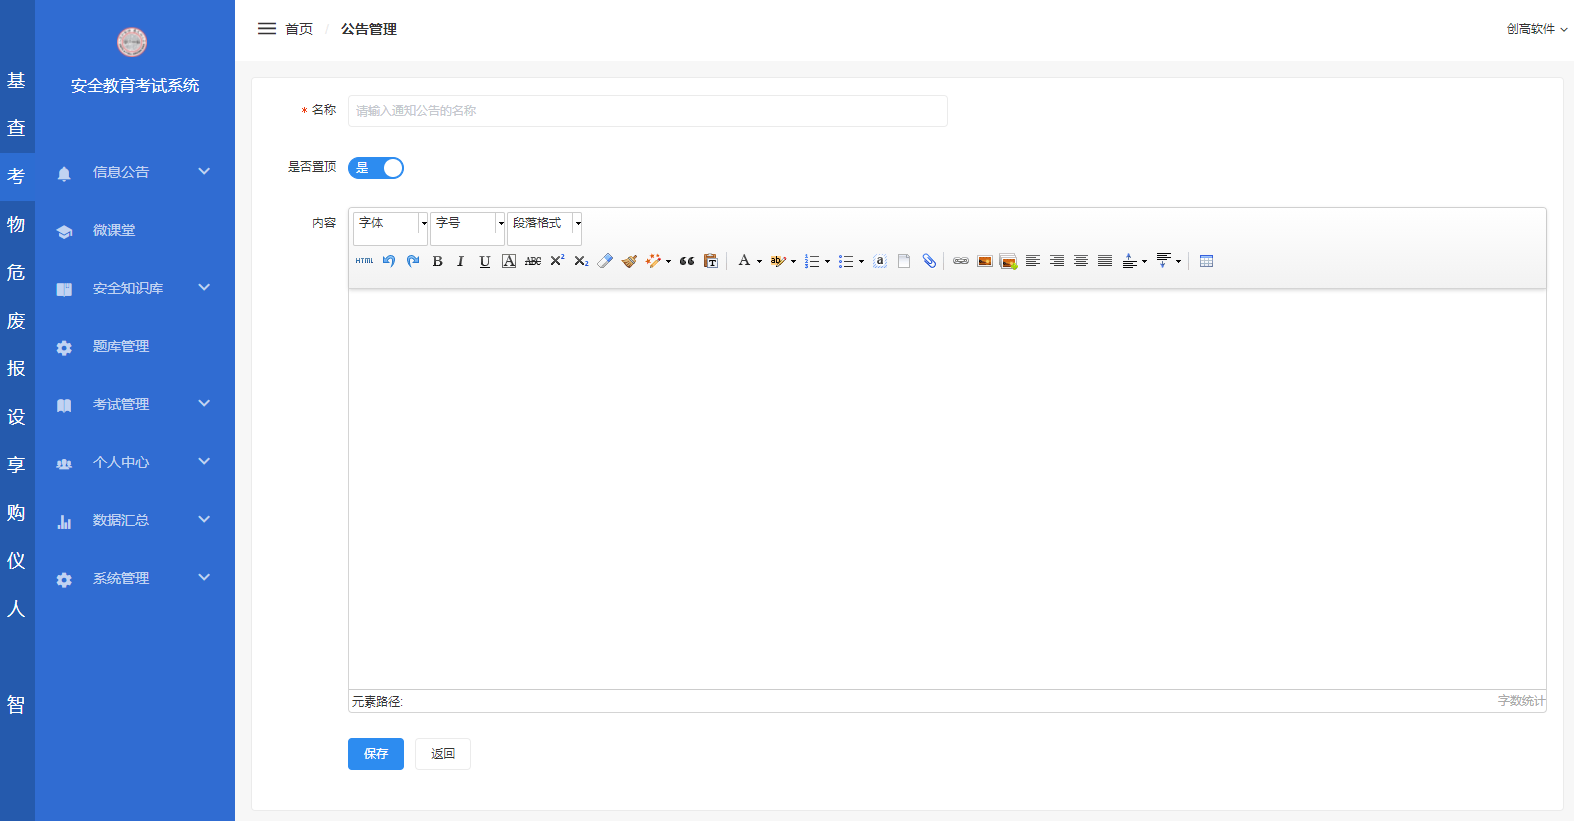 基
查
考
物
危
废
报
设
享
购
仪
人
智
安全教育考试系统
信息公告
微课堂
安全知识库
题库管理
考试管理
个人中心
数据汇总
系统管理
首页 / 公告管理
创高软件
* 名称 请输入通知公告的名称
是否置顶 是
内容 字体 字号 段落格式
HTML B I U A ABC X² X₂ A ab a
元素路径: 字数统计
保存 返回